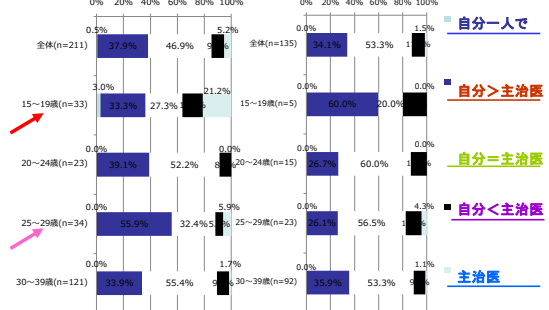 0% 20% 40% 60% 80% 100%
0% 20% 40% 60% 80% 100%
全体(n=211) 0.5% 37.9% 46.9% 5.2%
15～19歳(n=33) 3.0% 33.3% 27.3% 21.2%
20～24歳(n=23) 0.0% 39.1% 52.2% 0.0%
25～29歳(n=34) 0.0% 55.9% 32.4% 5.9%
30～39歳(n=121) 0.0% 33.9% 55.4% 1.7%
全体(n=135) 0.0% 34.1% 53.3% 1.5%
15～19歳(n=5) 0.0% 60.0% 20.0% 0.0%
20～24歳(n=15) 0.0% 26.7% 60.0% 0.0%
25～29歳(n=23) 0.0% 26.1% 56.5% 4.3%
30～39歳(n=92) 0.0% 35.9% 53.3% 1.1%
自分一人で
自分＞主治医
自分＝主治医
自分＜主治医
主治医